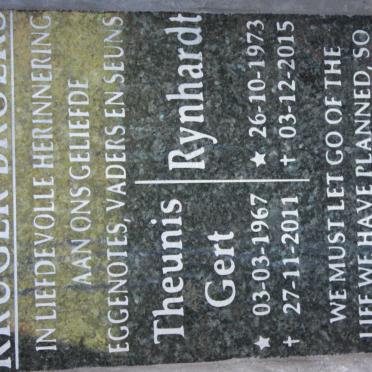 KRUGER BROERS
IN LIEFDEVOLLE HERINNERING
AAN ONS GELIEFDE
EGGENOTES, VADERS EN SEUNS
Theunis Gert
★ 03-03-1967
✝ 27-11-2011
Rynhardt
★ 26-10-1973
✝ 03-12-2015
WE MUST LET GO OF THE
LIFE WE HAVE PLANNED, SO